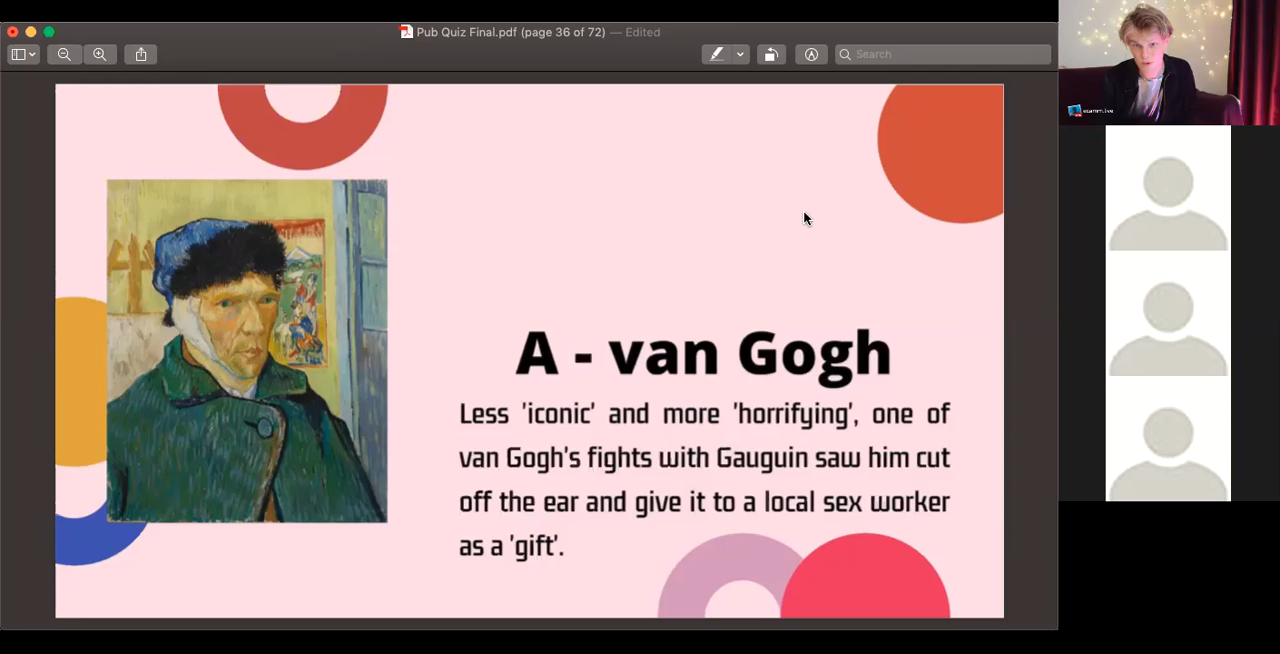 Pub Quiz Final.pdf (page 36 of 72) — Edited
Search
ecamm.live
A - van Gogh
Less 'iconic' and more 'horrifying', one of
van Gogh's fights with Gauguin saw him cut
off the ear and give it to a local sex worker
as a 'gift'.